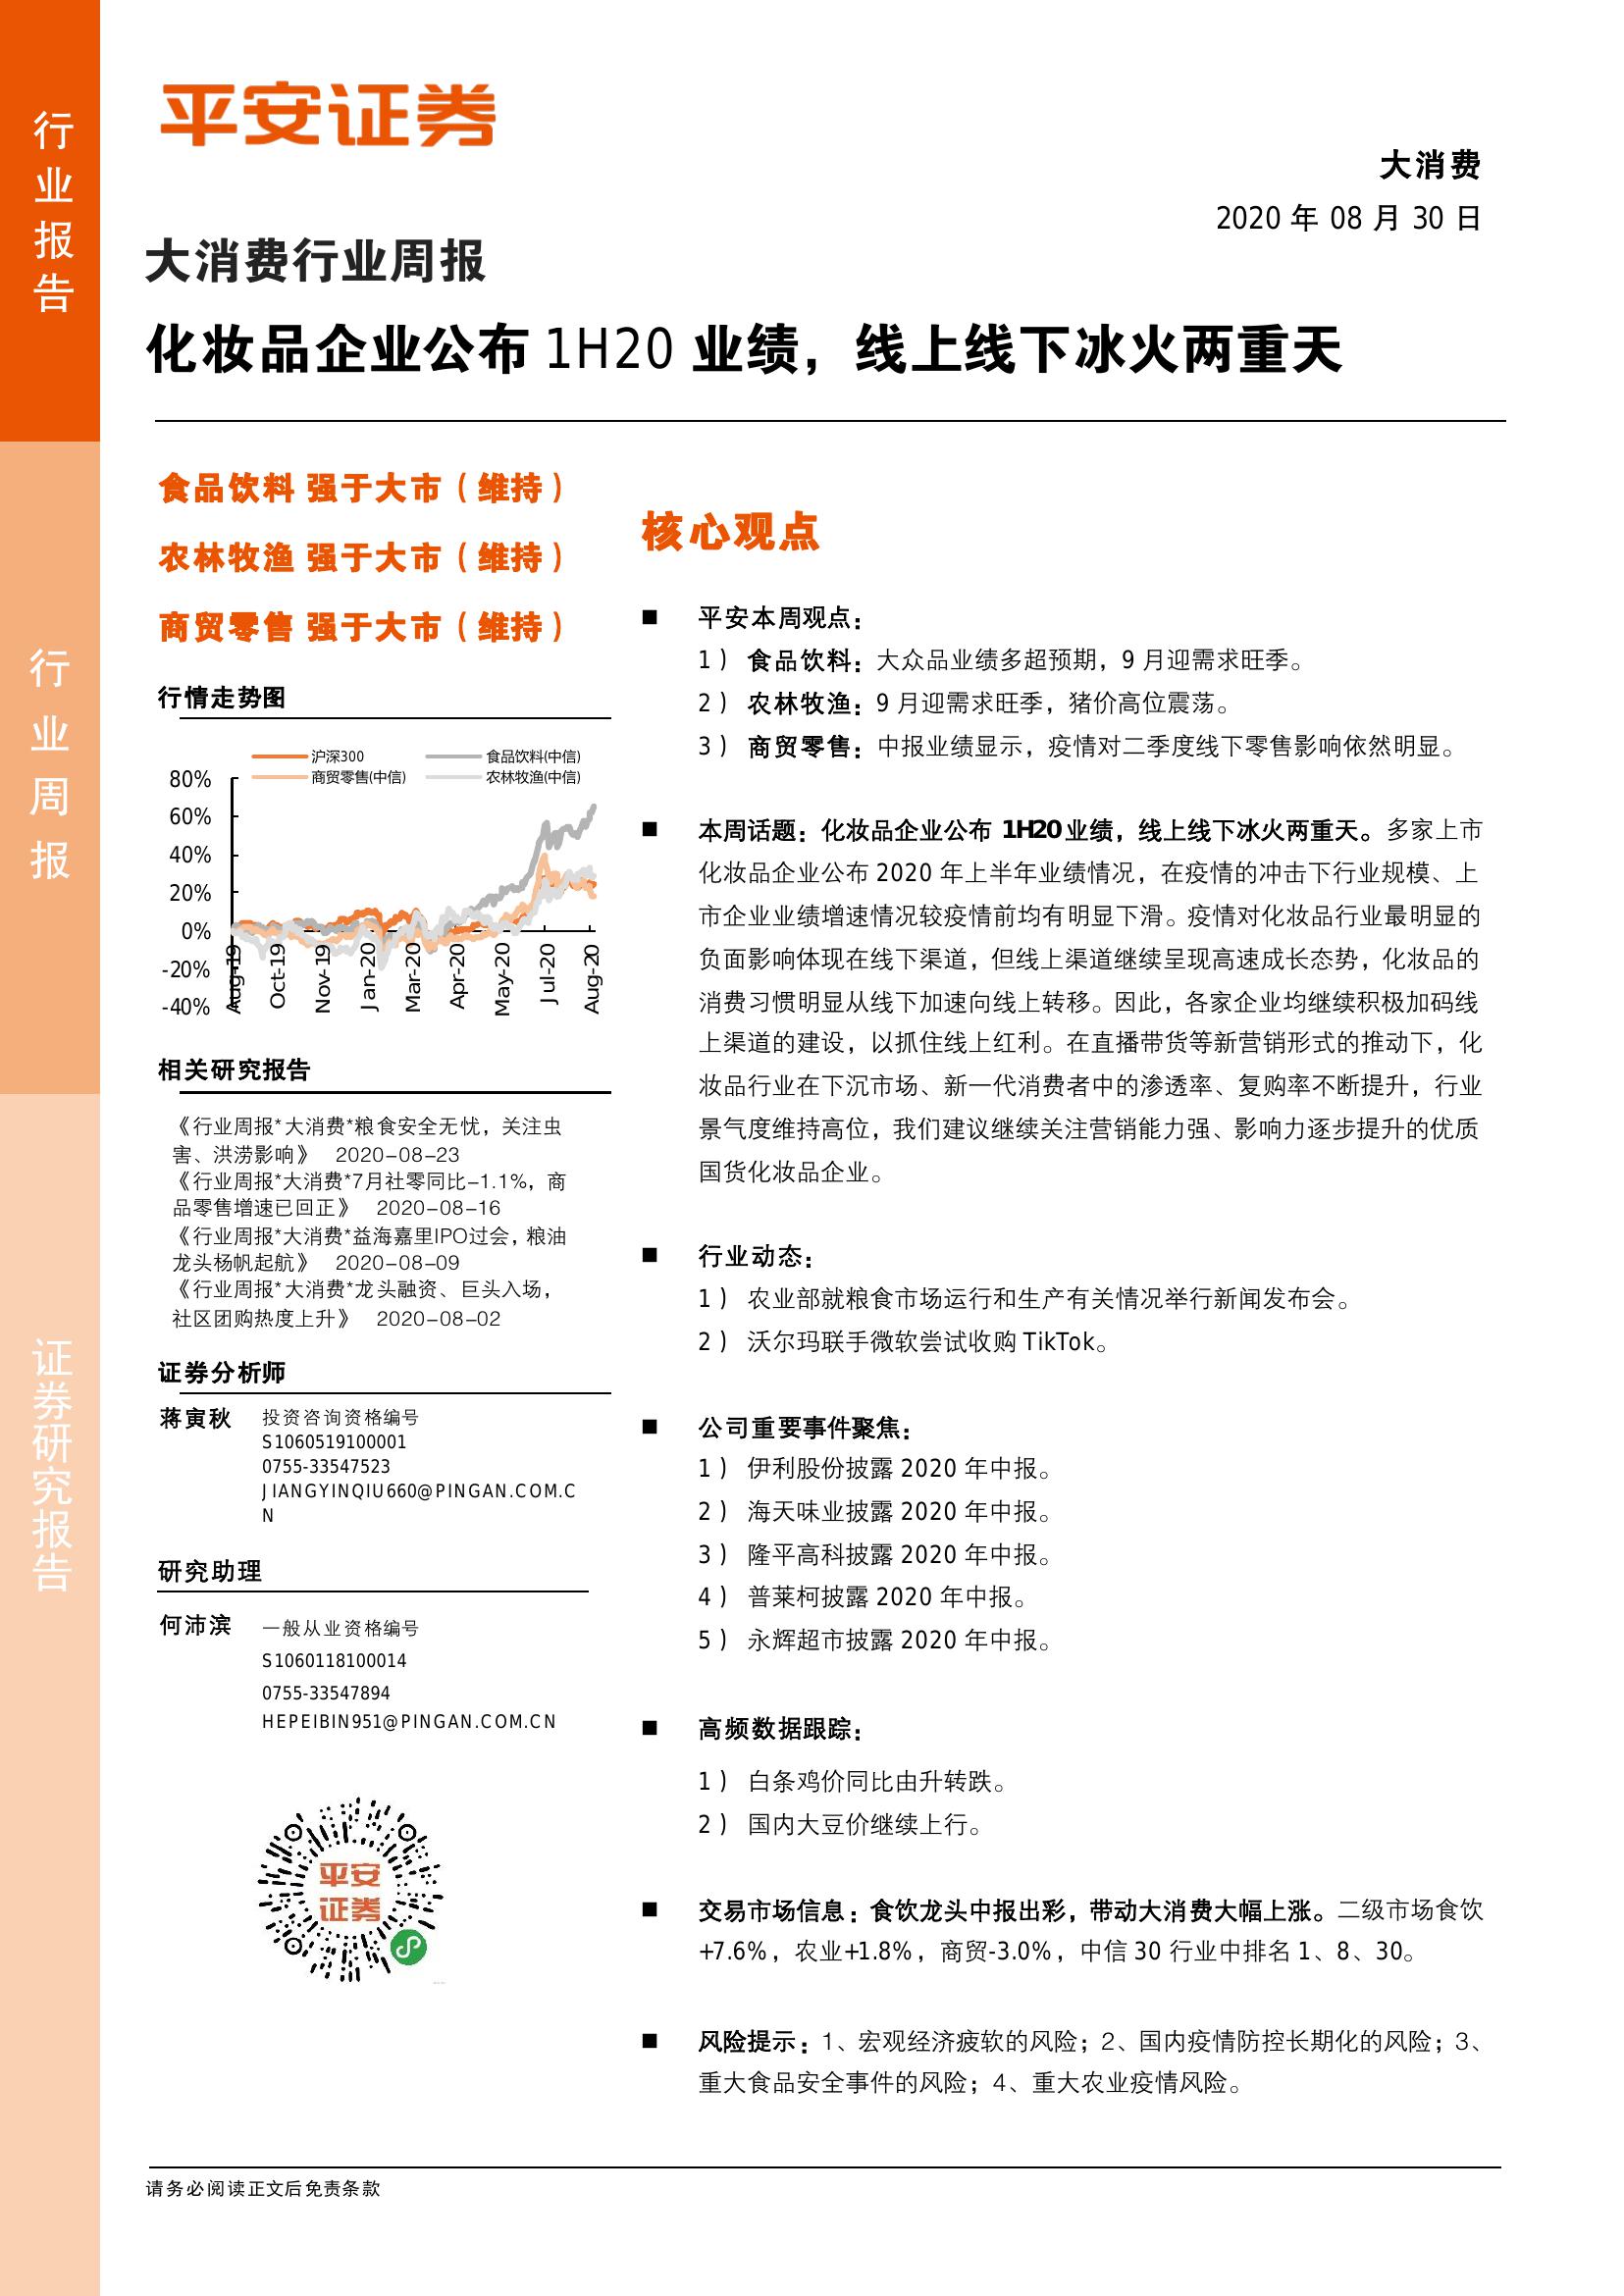 行业报告
行业周报
证券研究报告
平安证券
大消费
2020 年 08 月 30 日
大消费行业周报
化妆品企业公布 1H20 业绩，线上线下冰火两重天
食品饮料 强于大市（维持）
农林牧渔 强于大市（维持）
商贸零售 强于大市（维持）
行情走势图
沪深300
食品饮料(中信)
商贸零售(中信)
农林牧渔(中信)
80%
60%
40%
20%
0%
-20%
-40%
Aug-19
Oct-19
Nov-19
Jan-20
Mar-20
Apr-20
May-20
Jul-20
Aug-20
相关研究报告
《行业周报*大消费*粮食安全无忧，关注虫
害、洪涝影响》 2020-08-23
《行业周报*大消费*7月社零同比-1.1%，商
品零售增速已回正》 2020-08-16
《行业周报*大消费*益海嘉里IPO过会，粮油
龙头杨帆起航》 2020-08-09
《行业周报*大消费*龙头融资、巨头入场，
社区团购热度上升》 2020-08-02
证券分析师
蒋寅秋
投资咨询资格编号
S1060519100001
0755-33547523
JIANGYINQIU660@PINGAN.COM.C
N
研究助理
何沛滨
一般从业资格编号
S1060118100014
0755-33547894
HEPEIBIN951@PINGAN.COM.CN
平安
证券
核心观点
■ 平安本周观点：
1） 食品饮料：大众品业绩多超预期，9 月迎需求旺季。
2） 农林牧渔：9 月迎需求旺季，猪价高位震荡。
3） 商贸零售：中报业绩显示，疫情对二季度线下零售影响依然明显。
■ 本周话题：化妆品企业公布 1H20业绩，线上线下冰火两重天。多家上市
化妆品企业公布 2020 年上半年业绩情况，在疫情的冲击下行业规模、上
市企业业绩增速情况较疫情前均有明显下滑。疫情对化妆品行业最明显的
负面影响体现在线下渠道，但线上渠道继续呈现高速成长态势，化妆品的
消费习惯明显从线下加速向线上转移。因此，各家企业均继续积极加码线
上渠道的建设，以抓住线上红利。在直播带货等新营销形式的推动下，化
妆品行业在下沉市场、新一代消费者中的渗透率、复购率不断提升，行业
景气度维持高位，我们建议继续关注营销能力强、影响力逐步提升的优质
国货化妆品企业。
■ 行业动态：
1） 农业部就粮食市场运行和生产有关情况举行新闻发布会。
2） 沃尔玛联手微软尝试收购 TikTok。
■ 公司重要事件聚焦：
1） 伊利股份披露 2020 年中报。
2） 海天味业披露 2020 年中报。
3） 隆平高科披露 2020 年中报。
4） 普莱柯披露 2020 年中报。
5） 永辉超市披露 2020 年中报。
■ 高频数据跟踪：
1） 白条鸡价同比由升转跌。
2） 国内大豆价继续上行。
■ 交易市场信息：食饮龙头中报出彩，带动大消费大幅上涨。二级市场食饮
+7.6%，农业+1.8%，商贸-3.0%，中信 30 行业中排名 1、8、30。
■ 风险提示：1、宏观经济疲软的风险；2、国内疫情防控长期化的风险；3、
重大食品安全事件的风险；4、重大农业疫情风险。
请务必阅读正文后免责条款